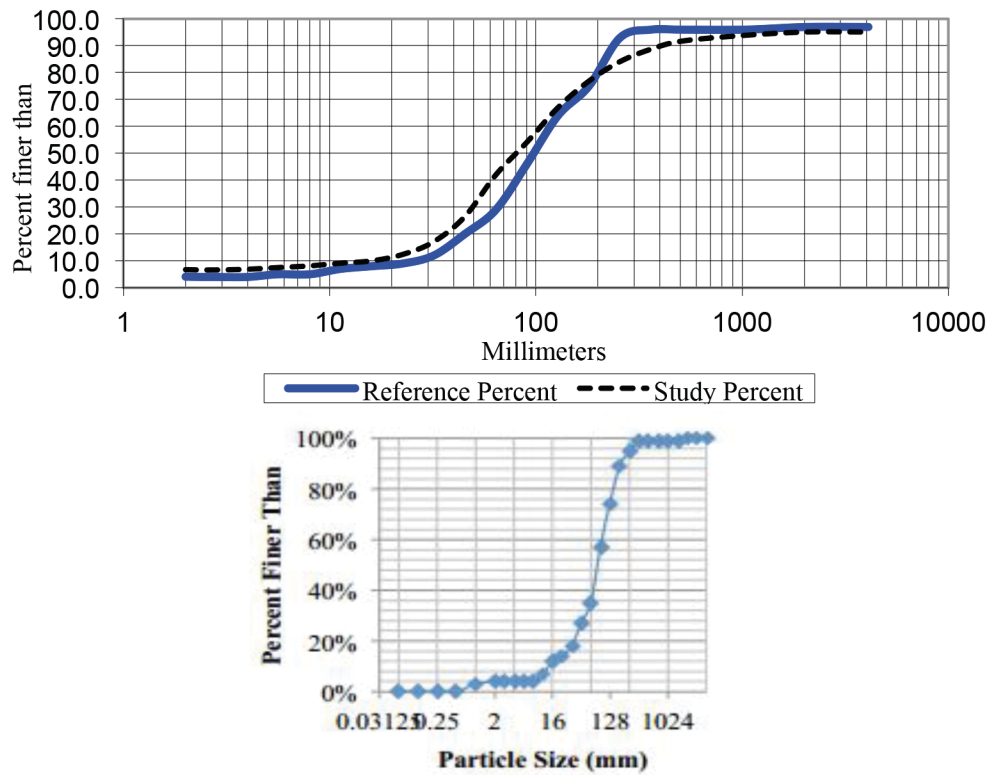 100.0
90.0
80.0
70.0
60.0
50.0
40.0
30.0
20.0
10.0
0.0
Percent finer than
1 10 100 1000 10000
Millimeters
Reference Percent Study Percent
100%
80%
60%
40%
20%
0%
Percent Finer Than
0.03125 0.25 2 16 128 1024
Particle Size (mm)